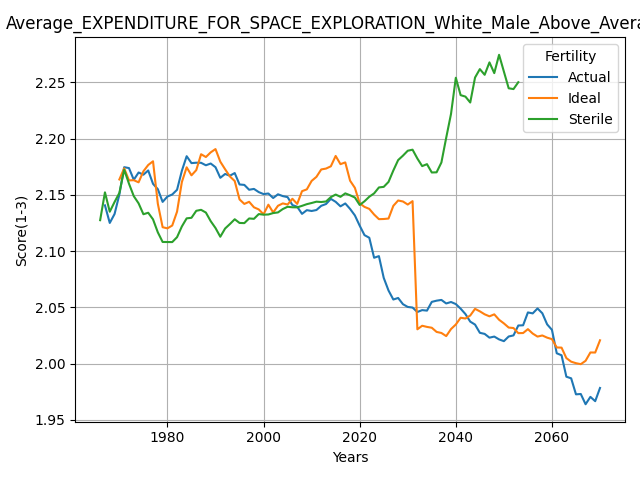 Average_EXPENDITURE_FOR_SPACE_EXPLORATION_White_Male_Above_Avera
Fertility
Actual
Ideal
Sterile
Score(1-3)
2.25
2.20
2.15
2.10
2.05
2.00
1.95
1980 2000 2020 2040 2060
Years